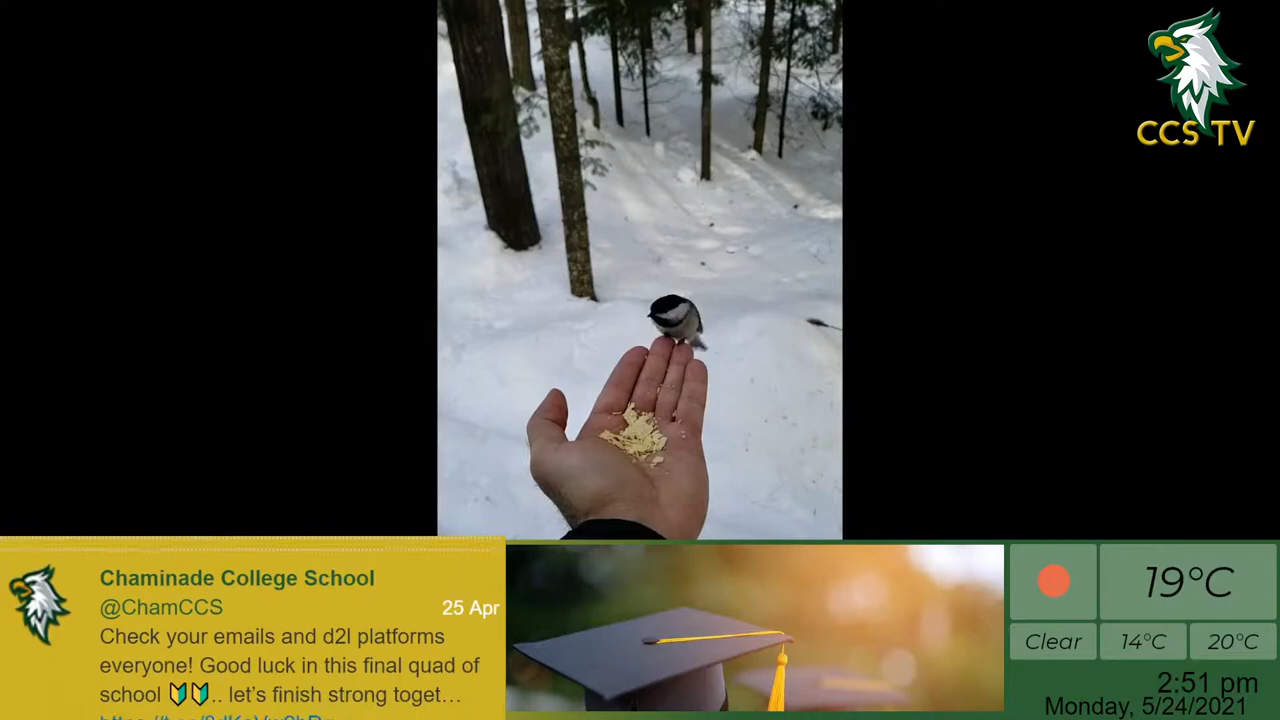 CCS TV
Chaminade College School
@ChamCCS
25 Apr
Check your emails and d2l platforms
everyone! Good luck in this final quad of
school 🔰🔰.. let's finish strong toget…
19°C
Clear
14°C
20°C
2:51 pm
Monday, 5/24/2021